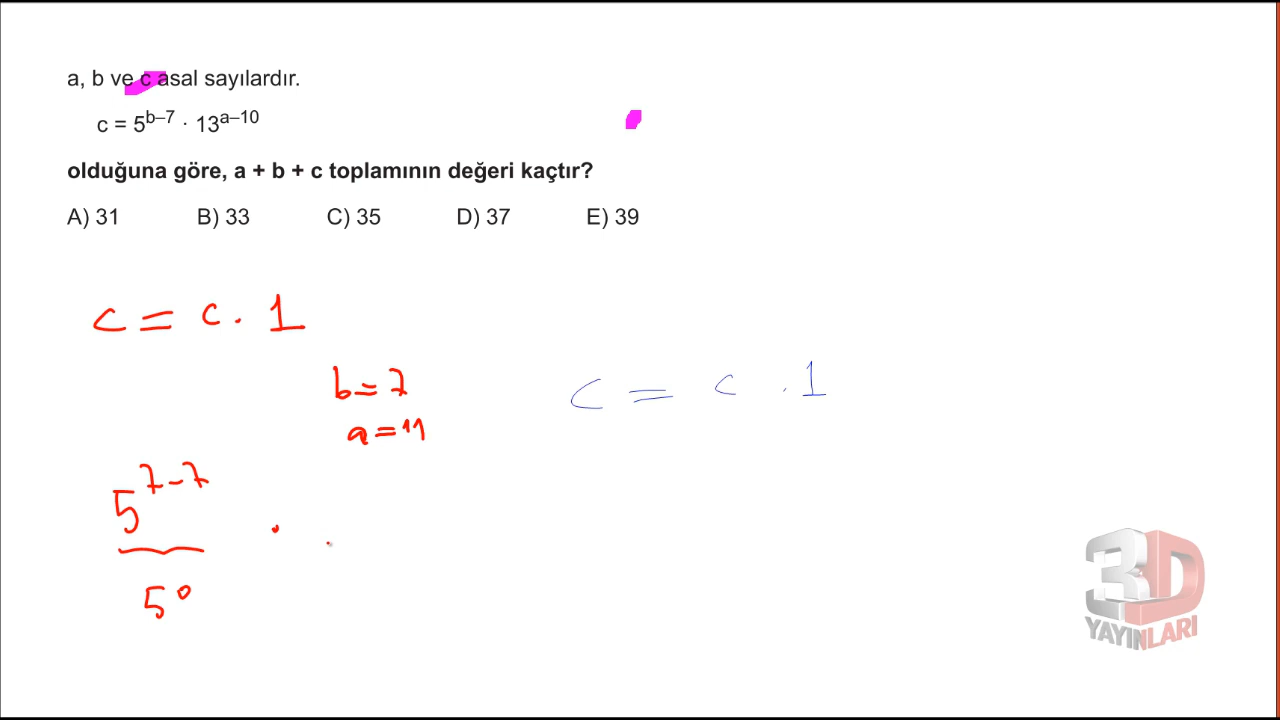 a, b ve c asal sayılardır.
c = 5^{b–7} · 13^{a–10}
olduğuna göre, a + b + c toplamının değeri kaçtır?
A) 31 B) 33 C) 35 D) 37 E) 39
c = c . 1
b = 7
c = c . 1
a = 11
5^{7-7} .
5^0
3D
YAYINLARI